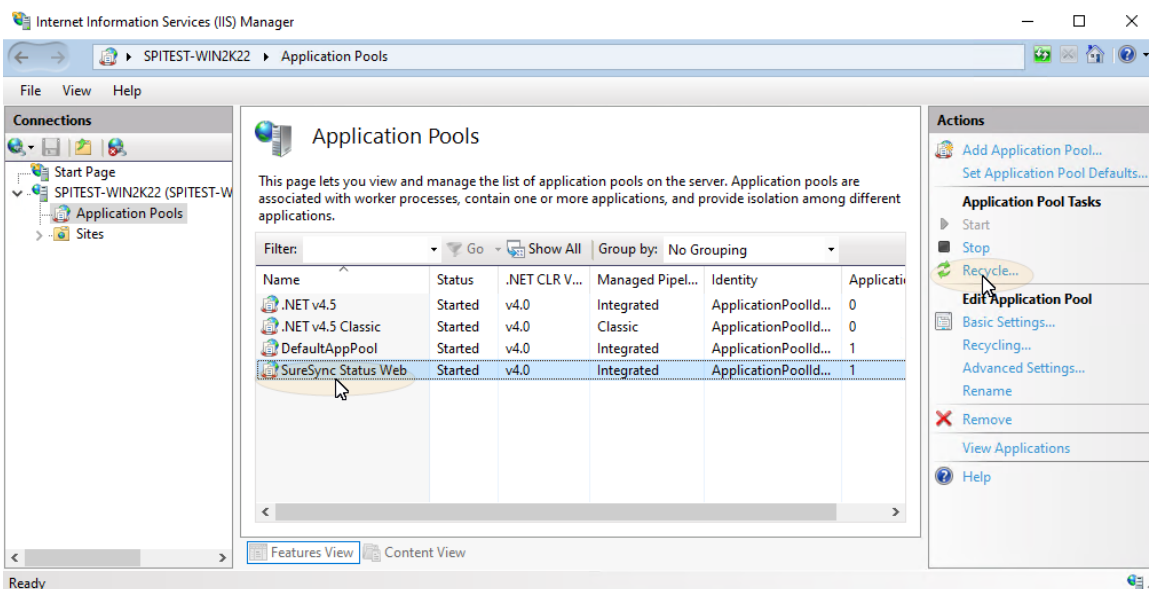 Internet Information Services (IIS) Manager
SPITEST-WIN2K22 Application Pools
File View Help
Connections
Start Page
SPITEST-WIN2K22 (SPITEST-W
Application Pools
Sites
Application Pools
This page lets you view and manage the list of application pools on the server. Application pools are
associated with worker processes, contain one or more applications, and provide isolation among different
applications.
Filter: Go Show All Group by: No Grouping
Name Status .NET CLR V... Managed Pipel... Identity Applicati
.NET v4.5 Started v4.0 Integrated ApplicationPoolId... 0
.NET v4.5 Classic Started v4.0 Classic ApplicationPoolId... 0
DefaultAppPool Started v4.0 Integrated ApplicationPoolId... 1
SureSync Status Web Started v4.0 Integrated ApplicationPoolId... 1
Features View Content View
Actions
Add Application Pool...
Set Application Pool Defaults...
Application Pool Tasks
Start
Stop
Recycle...
Edit Application Pool
Basic Settings...
Recycling...
Advanced Settings...
Rename
Remove
View Applications
Help
Ready